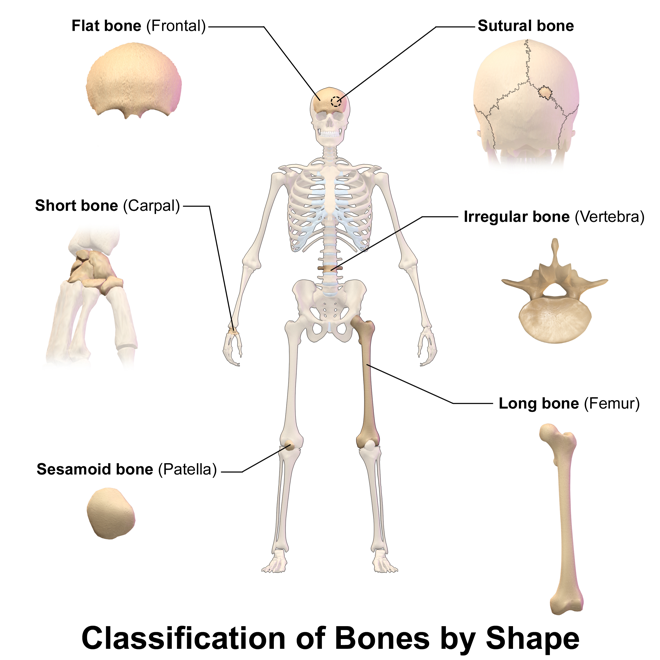 Flat bone (Frontal)
Sutural bone
Short bone (Carpal)
Irregular bone (Vertebra)
Long bone (Femur)
Sesamoid bone (Patella)
Classification of Bones by Shape